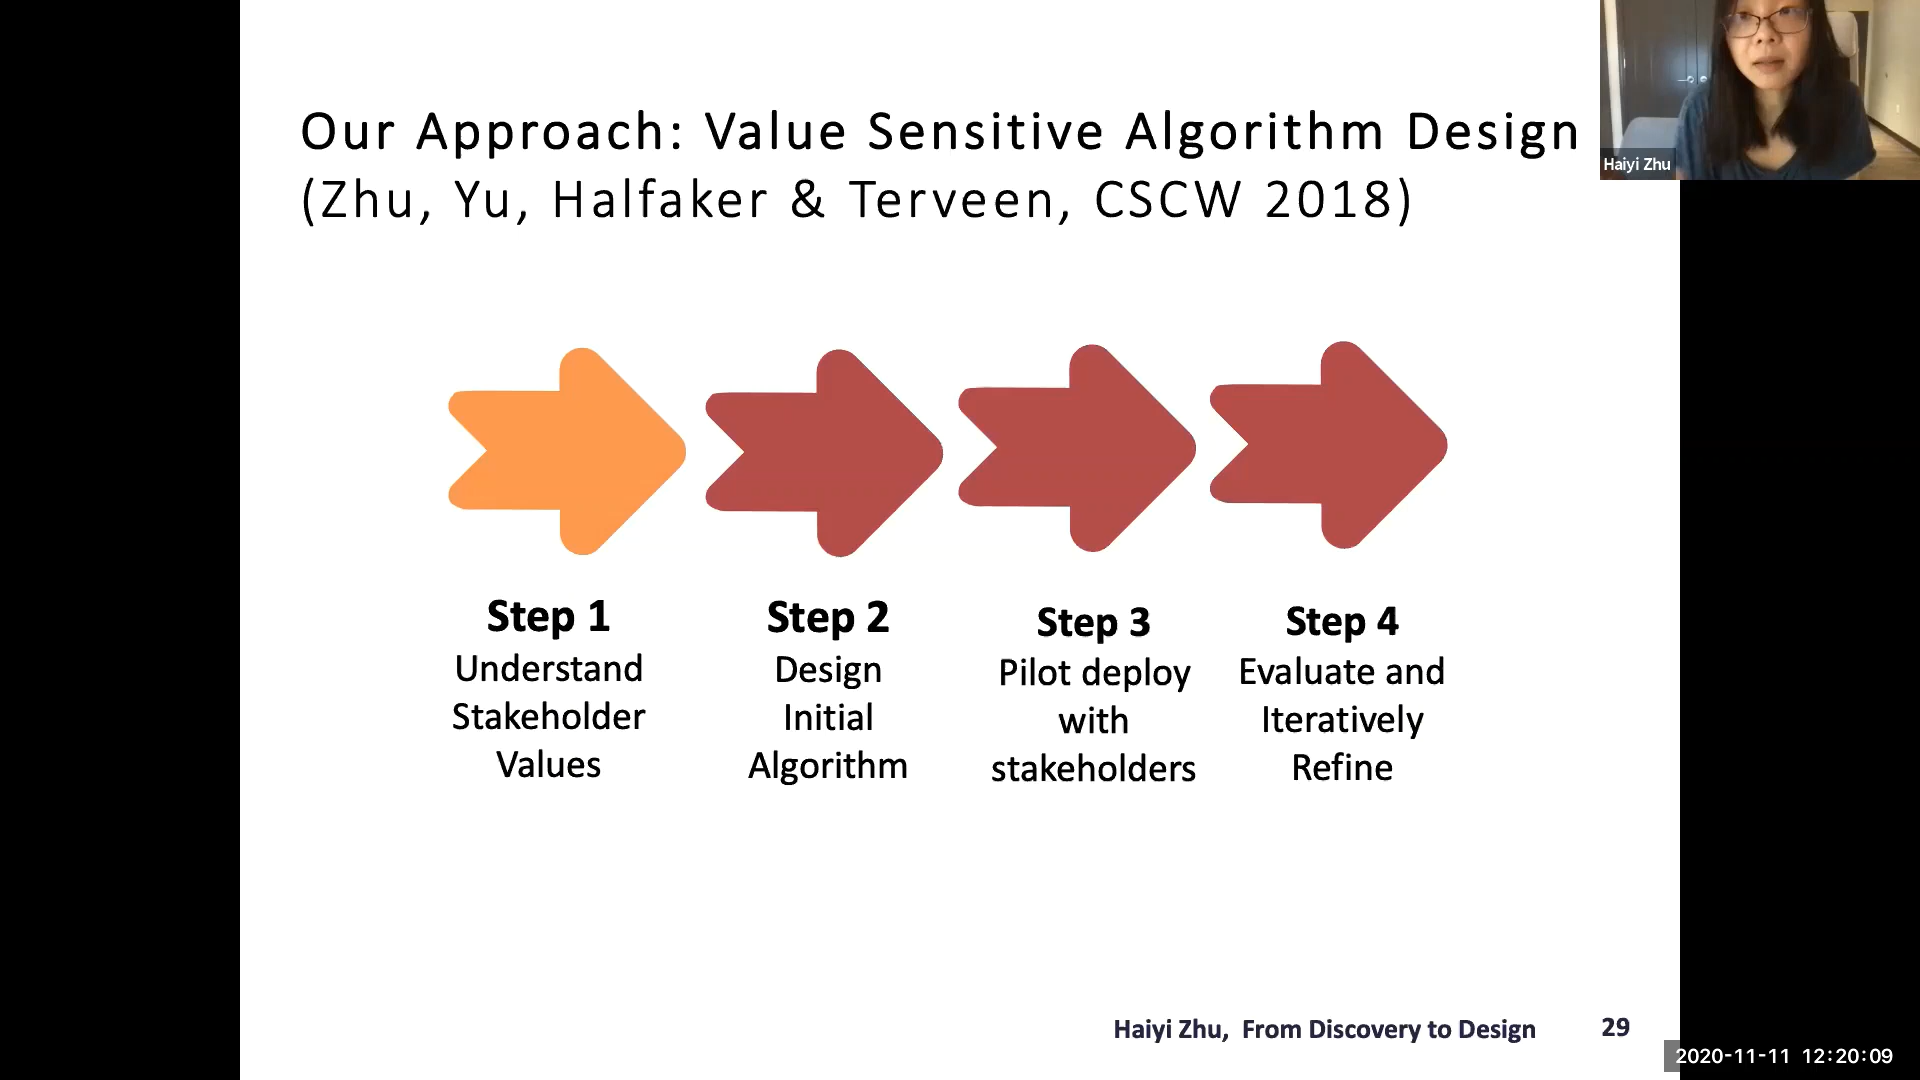 Our Approach: Value Sensitive Algorithm Design
(Zhu, Yu, Halfaker & Terveen, CSCW 2018)
Haiyi Zhu
Step 1
Understand
Stakeholder
Values
Step 2
Design
Initial
Algorithm
Step 3
Pilot deploy
with
stakeholders
Step 4
Evaluate and
Iteratively
Refine
Haiyi Zhu, From Discovery to Design
29
2020-11-11 12:20:09